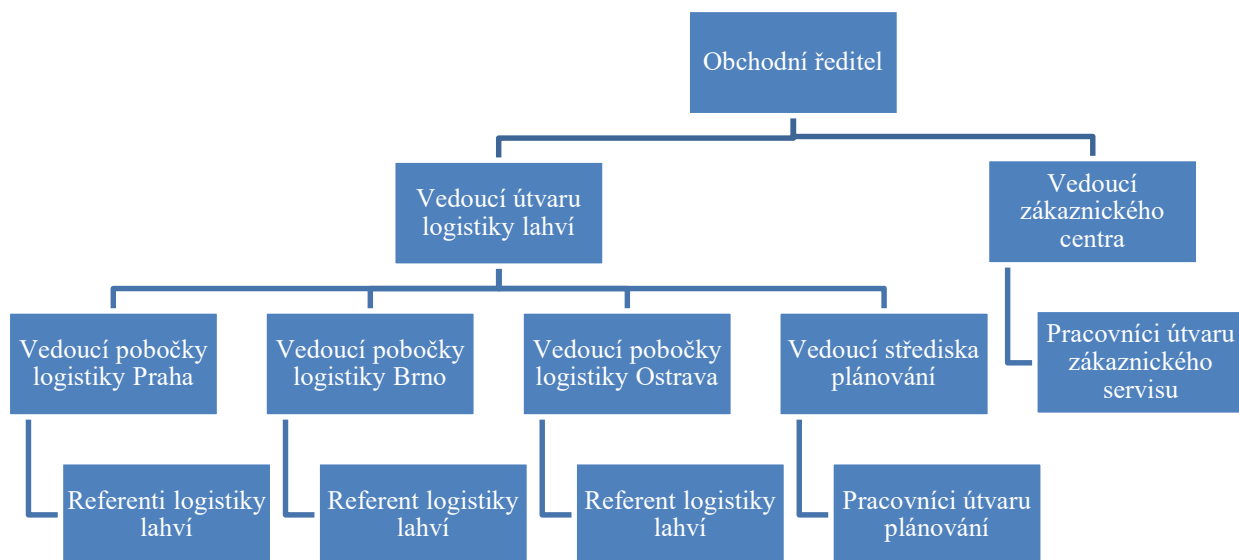 Obchodní ředitel
Vedoucí útvaru
logistiky lahví
Vedoucí
zákaznického
centra
Vedoucí pobočky
logistiky Praha
Vedoucí pobočky
logistiky Brno
Vedoucí pobočky
logistiky Ostrava
Vedoucí střediska
plánování
Pracovníci útvaru
zákaznického
servisu
Referenti logistiky
lahví
Referent logistiky
lahví
Referent logistiky
lahví
Pracovníci útvaru
plánování